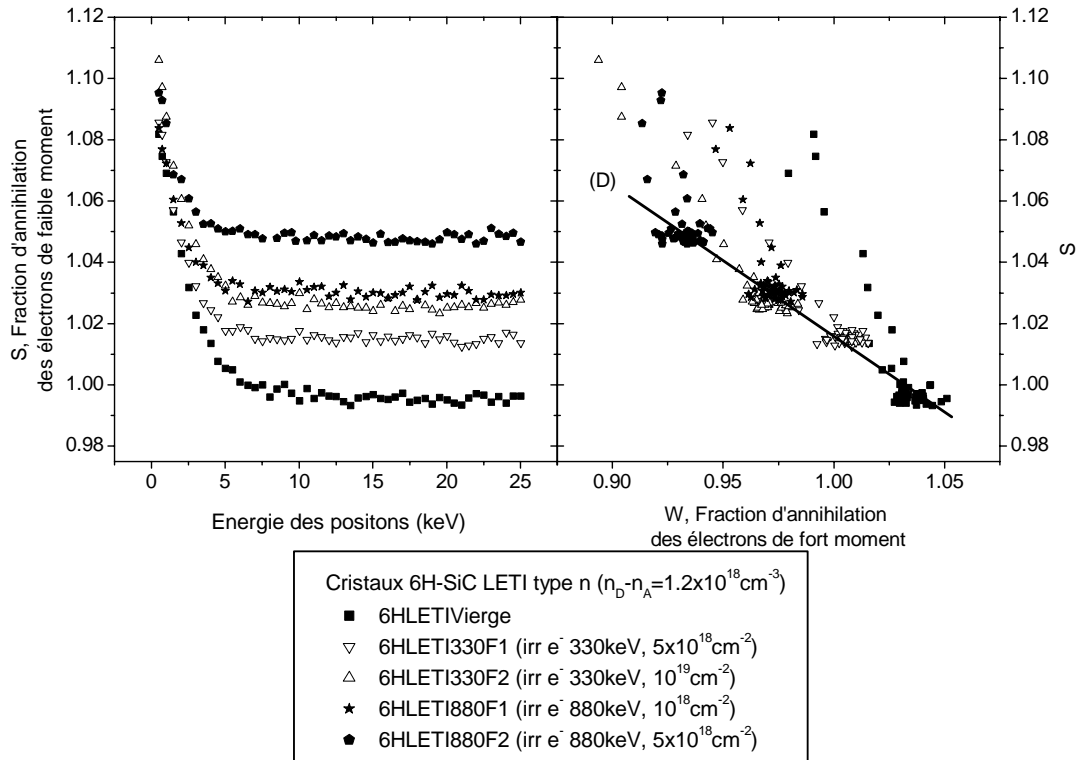 S, Fraction d'annihilation
des électrons de faible moment
1.12
1.10
1.08
1.06
1.04
1.02
1.00
0.98
0 5 10 15 20 25
Energie des positons (keV)
(D)
0.90 0.95 1.00 1.05
W, Fraction d'annihilation
des électrons de fort moment
1.12
1.10
1.08
1.06
1.04
1.02
1.00
0.98
S
Cristaux 6H-SiC LETI type n (n_D-n_A=1.2x10^18cm^-3)
6HLETIVierge
6HLETI330F1 (irr e^- 330keV, 5x10^18cm^-2)
6HLETI330F2 (irr e^- 330keV, 10^19cm^-2)
6HLETI880F1 (irr e^- 880keV, 10^18cm^-2)
6HLETI880F2 (irr e^- 880keV, 5x10^18cm^-2)